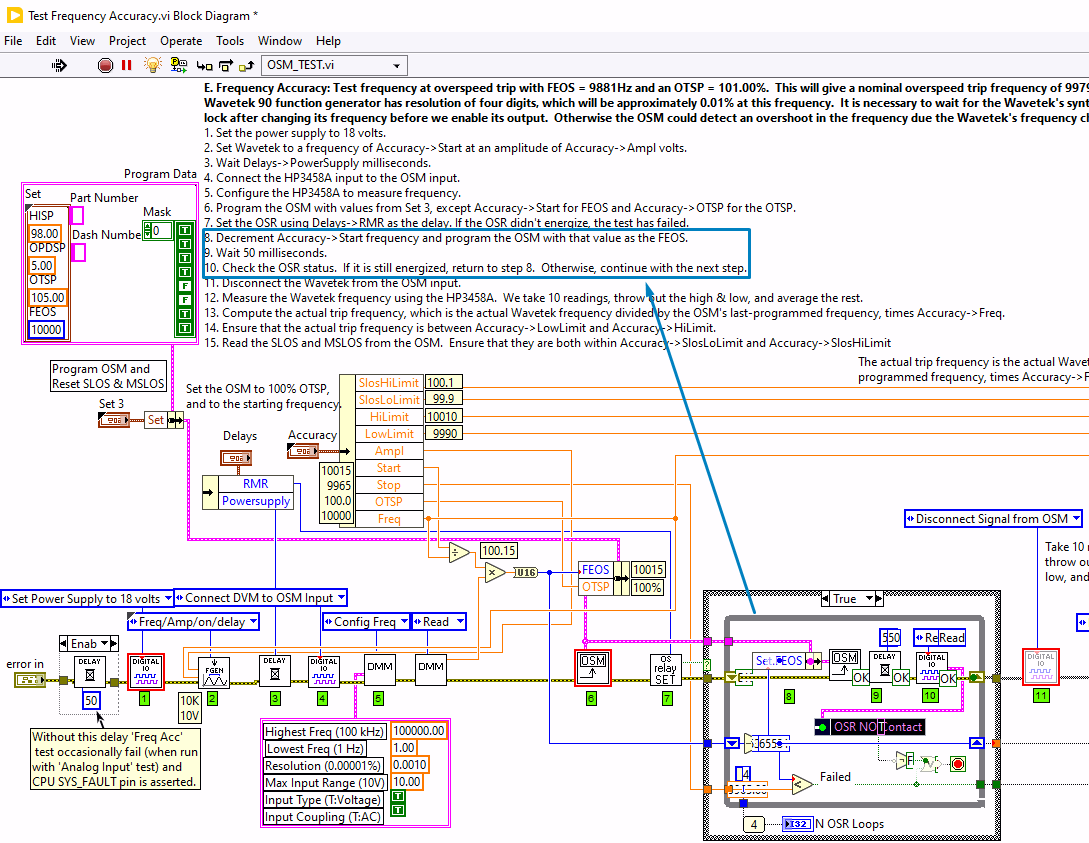 Test Frequency Accuracy.vi Block Diagram *
File Edit View Project Operate Tools Window Help
OSM_TEST.vi
E. Frequency Accuracy: Test frequency at overspeed trip with FEOS = 9881Hz and an OTSP = 101.00%. This will give a nominal overspeed trip frequency of 9979
Wavetek 90 function generator has resolution of four digits, which will be approximately 0.01% at this frequency. It is necessary to wait for the Wavetek's synt
lock after changing its frequency before we enable its output. Otherwise the OSM could detect an overshoot in the frequency due the Wavetek's frequency cl
1. Set the power supply to 18 volts.
2. Set Wavetek to a frequency of Accuracy->Start at an amplitude of Accuracy->Ampl volts.
3. Wait Delays->PowerSupply milliseconds.
4. Connect the HP3458A input to the OSM input.
5. Configure the HP3458A to measure frequency.
6. Program the OSM with values from Set 3, except Accuracy->Start for FEOS and Accuracy->OTSP for the OTSP.
7. Set the OSR using Delays->RMR as the delay. If the OSR didn't energize, the test has failed.
8. Decrement Accuracy->Start frequency and program the OSM with that value as the FEOS.
9. Wait 50 milliseconds.
10. Check the OSR status. If it is still energized, return to step 8. Otherwise, continue with the next step.
11. Disconnect the Wavetek from the OSM input.
12. Measure the Wavetek frequency using the HP3458A. We take 10 readings, throw out the high & low, and average the rest.
13. Compute the actual trip frequency, which is the actual Wavetek frequency divided by the OSM's last-programmed frequency, times Accuracy->Freq.
14. Ensure that the actual trip frequency is between Accuracy->LowLimit and Accuracy->HiLimit.
15. Read the SLOS and MSLOS from the OSM. Ensure that they are both within Accuracy->SlosLoLimit and Accuracy->SlosHiLimit
Program Data
Set
Part Number
HISP
Mask
98.00
0
T
OPDSP
Dash Numbe
T
5.00
T
OTSP
T
105.00
F
FEOS
F
10000
T
T
The actual trip frequency is the actual Wavet
programmed frequency, times Accuracy->F
Program OSM and
Reset SLOS & MSLOS
Set the OSM to 100% OTSP,
and to the starting frequency.
Set 3
Set
SlosHiLimit 100.1
SlosLoLimit 99.9
HiLimit 10010
LowLimit 9990
Delays
Accuracy
Ampl
10015 Start
9965 Stop
100.0 OTSP
10000 Freq
RMR
Powersupply
Disconnect Signal from OSM
÷
100.15
×
U16
Take 10 r
throw ou
low, and
FEOS 10015
OTSP 100%
Set Power Supply to 18 volts
Connect DVM to OSM Input
Freq/Amp/on/delay
Config Freq
Read
True
Enab
550
ReRead
error in
DELAY
DIGITAL IO
FGEN
DELAY
DIGITAL IO
DMM
DMM
OSM
OS relay SET
?
Set.FEOS
OSM
OK
DELAY
OK
DIGITAL IO
OK
DIGITAL IO
50
1
2
3
4
5
6
7
8
9
10
11
10K
10V
OSR NO Contact
Without this delay 'Freq Acc'
test occasionally fail (when run
with 'Analog Input' test) and
CPU SYS_FAULT pin is asserted.
Highest Freq (100 kHz) 100000.00
Lowest Freq (1 Hz) 1.00
Resolution (0.00001%) 0.0010
Max Input Range (10V) 10.00
Input Type (T:Voltage) T
Input Coupling (T:AC) T
F
Failed
<
4
I32
N OSR Loops